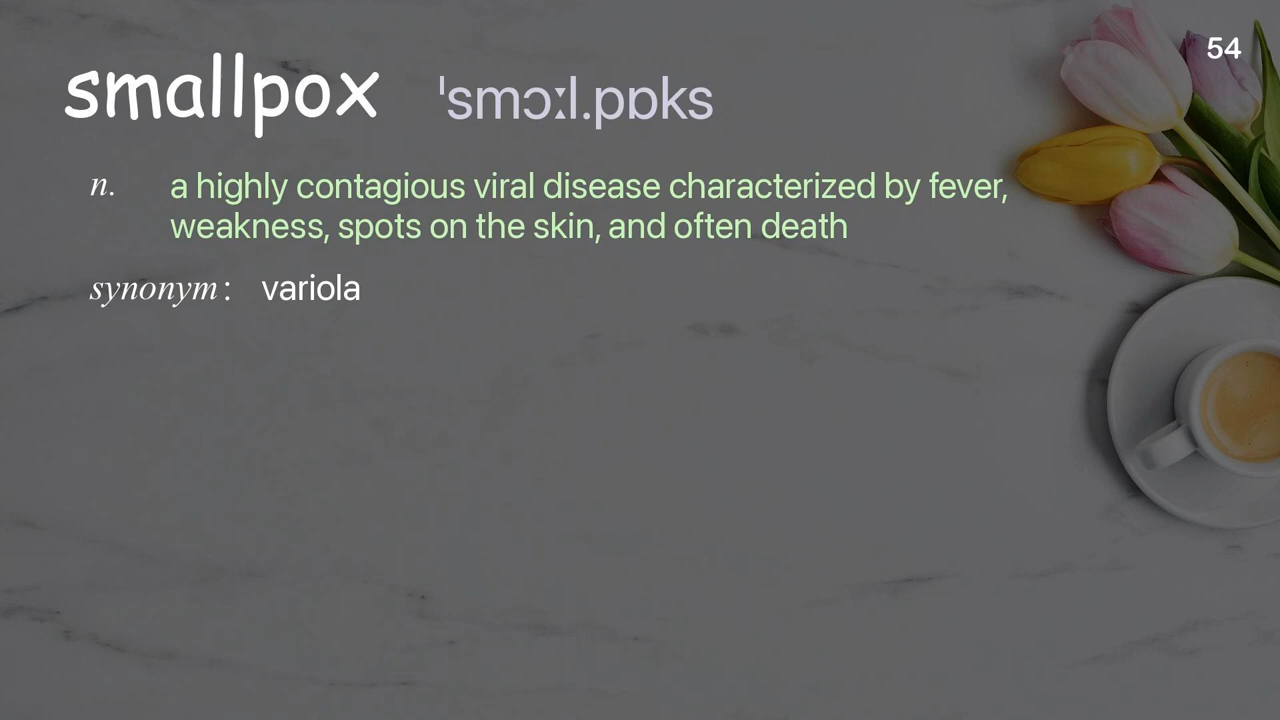 54
smallpox ˈsmɔːl.pɒks
n. a highly contagious viral disease characterized by fever,
weakness, spots on the skin, and often death
synonym: variola